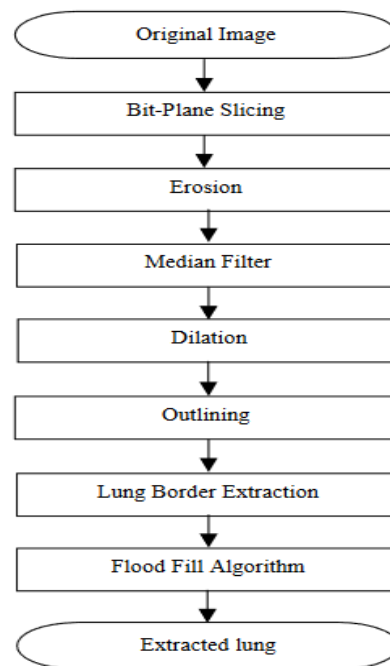 Original Image
Bit-Plane Slicing
Erosion
Median Filter
Dilation
Outlining
Lung Border Extraction
Flood Fill Algorithm
Extracted lung